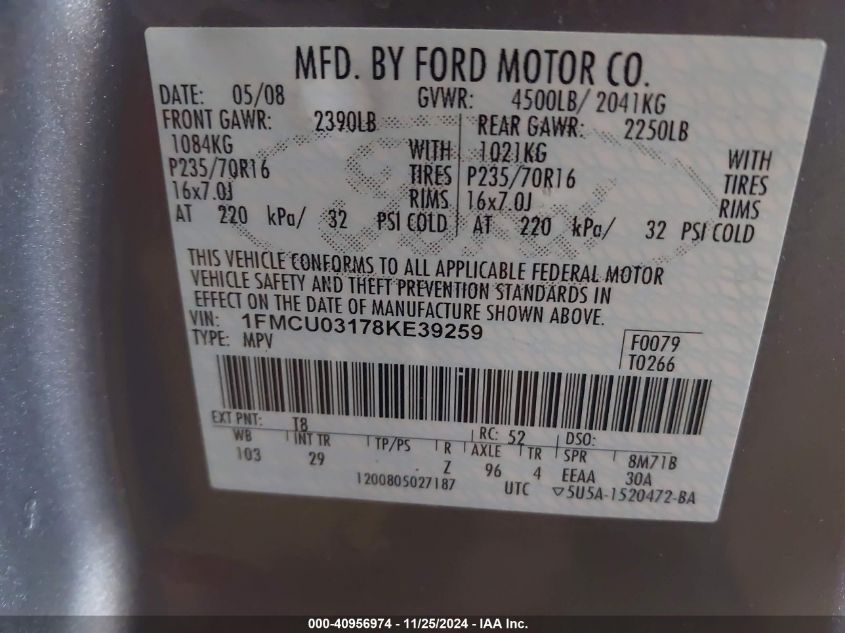 MFD. BY FORD MOTOR CO.
DATE: 05/08 GVWR: 4500LB/ 2041KG
FRONT GAWR: 2390LB REAR GAWR: 2250LB
1084KG WITH 1021KG WITH
P235/70R16 TIRES P235/70R16 TIRES
16x7.0J RIMS 16x7.0J RIMS
AT 220 kPa/ 32 PSI COLD AT 220 kPa/ 32 PSI COLD
THIS VEHICLE CONFORMS TO ALL APPLICABLE FEDERAL MOTOR
VEHICLE SAFETY AND THEFT PREVENTION STANDARDS IN
EFFECT ON THE DATE OF MANUFACTURE SHOWN ABOVE.
VIN: 1FMCU03178KE39259 F0079
TYPE: MPV T0266
EXT PNT: T8 RC: 52 DSO:
WB INT TR TP/PS R AXLE TR SPR 8M71B
103 29 Z 96 4 EEAA 30A
1200805027187 UTC ▽5U5A-1520472-BA
000-40956974 - 11/25/2024 - IAA Inc.